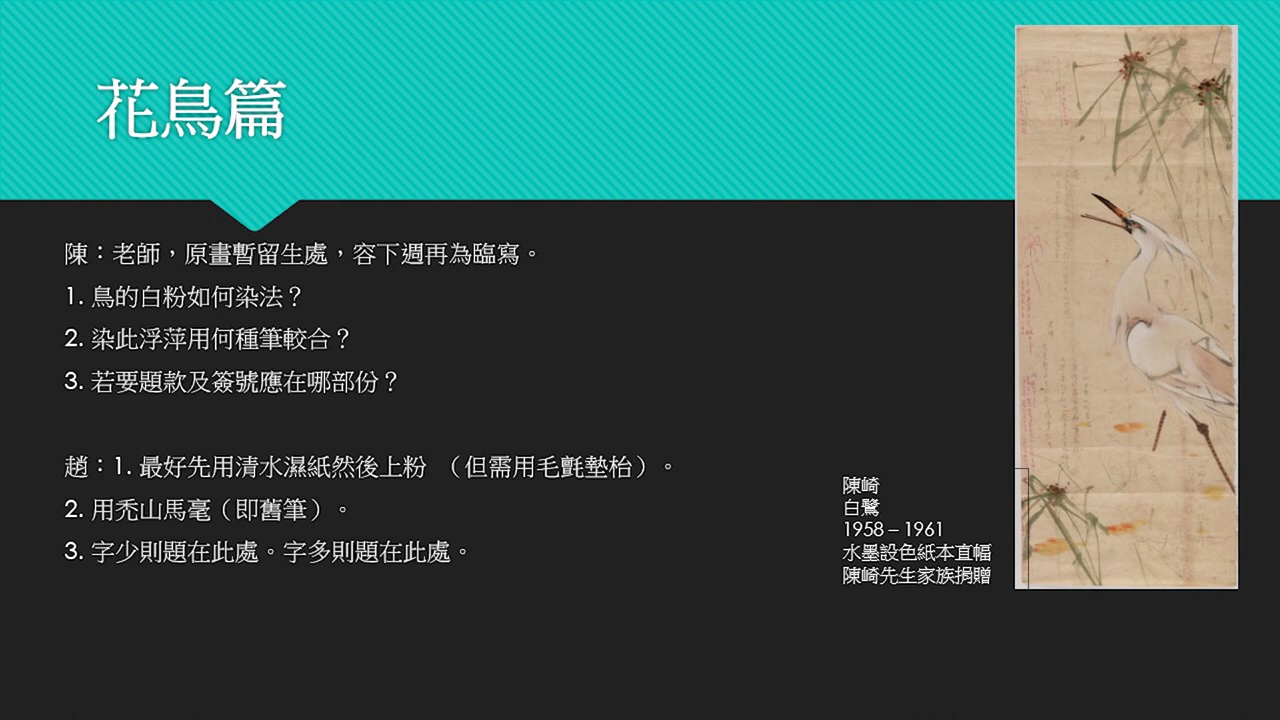 花鳥篇
陳：老師，原畫暫留生處，容下週再為臨寫。
1. 鳥的白粉如何染法？
2. 染此浮萍用何種筆較合？
3. 若要題款及簽號應在哪部份？
趙：1. 最好先用清水濕紙然後上粉 （但需用毛氈墊枱）。
2. 用禿山馬毫（即舊筆）。
3. 字少則題在此處。字多則題在此處。
陳崎
白鷺
1958 – 1961
水墨設色紙本直幅
陳崎先生家族捐贈